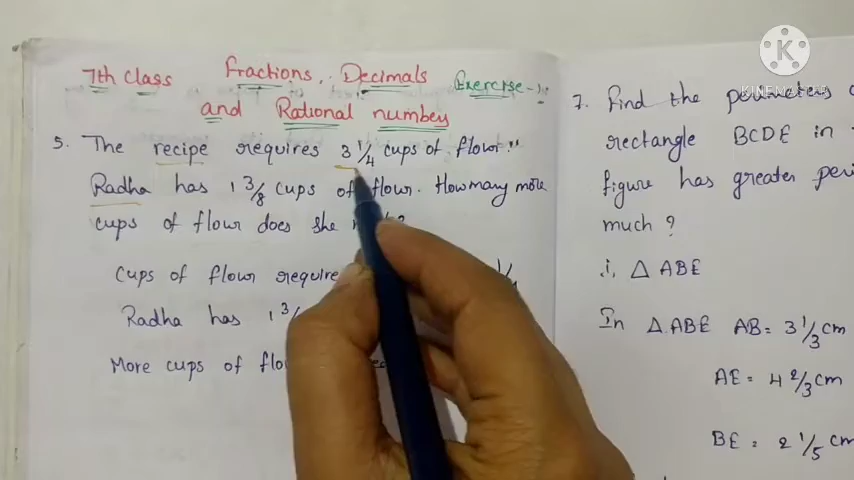 7th class Fractions, Decimals Exercise-
and Rational numbers
5. The recipe requires 3 1/4 cups of flour.
Radha has 1 3/8 cups of flour. How many more
cups of flour does she
Cups of flour require
Radha has 1 3/
More cups of flo
7. Find the perimeters
rectangle BCDE in
figure has greater peri
much ?
i. △ ABE
In △ABE AB = 3 1/3 cm
AE = 4 2/3 cm
BE = 2 1/5 cm
KINEMASTER